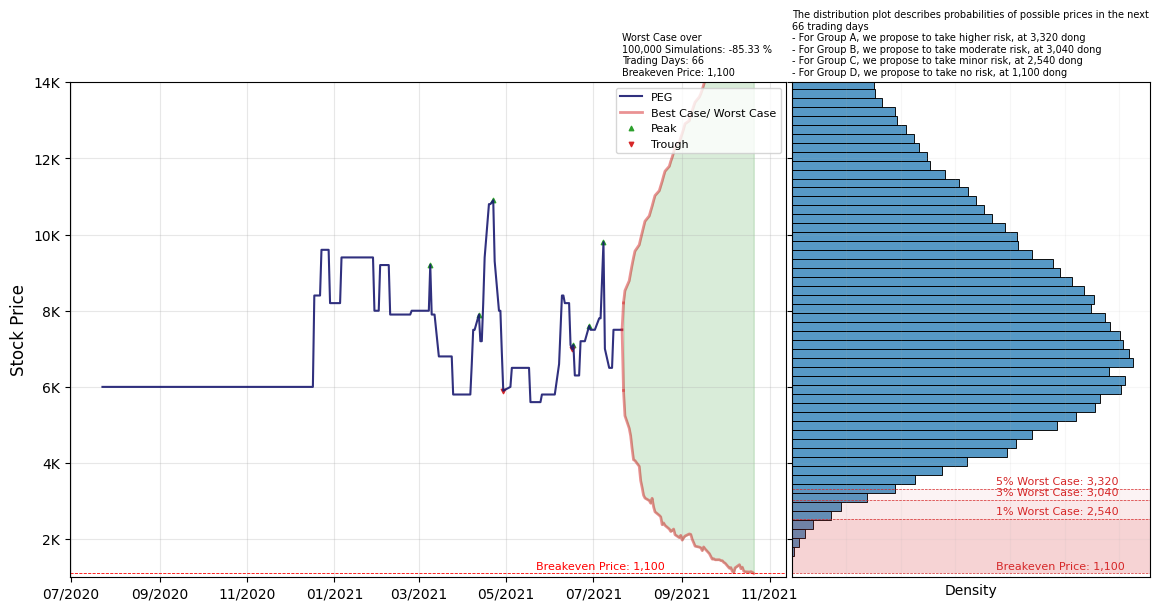 The distribution plot describes probabilities of possible prices in the next
66 trading days
- For Group A, we propose to take higher risk, at 3,320 dong
- For Group B, we propose to take moderate risk, at 3,040 dong
- For Group C, we propose to take minor risk, at 2,540 dong
- For Group D, we propose to take no risk, at 1,100 dong
Worst Case over
100,000 Simulations: -85.33 %
Trading Days: 66
Breakeven Price: 1,100
PEG
Best Case/ Worst Case
Peak
Trough
14K
12K
10K
8K
6K
4K
2K
Stock Price
Breakeven Price: 1,100
07/2020
09/2020
11/2020
01/2021
03/2021
05/2021
07/2021
09/2021
11/2021
5% Worst Case: 3,320
3% Worst Case: 3,040
1% Worst Case: 2,540
Breakeven Price: 1,100
Density